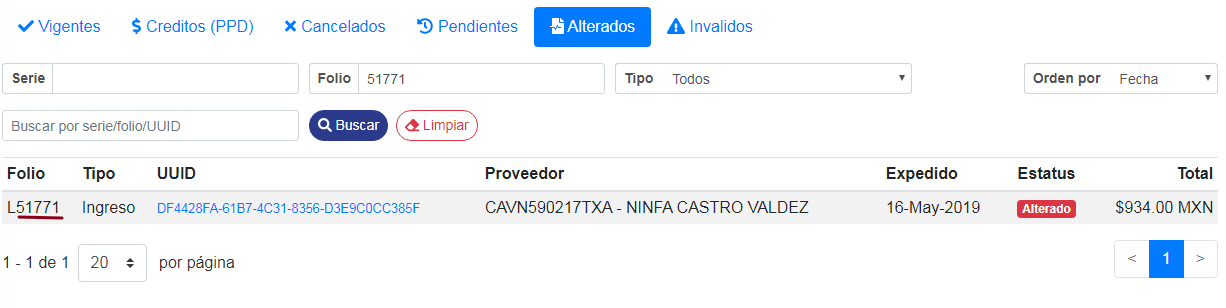 Vigentes $ Creditos (PPD) Cancelados Pendientes Alterados Invalidos
Serie Folio 51771 Tipo Todos Orden por Fecha
Buscar por serie/folio/UUID Buscar Limpiar
Folio Tipo UUID Proveedor Expedido Estatus Total
L51771 Ingreso DF4428FA-61B7-4C31-8356-D3E9C0CC385F CAVN590217TXA - NINFA CASTRO VALDEZ 16-May-2019 Alterado $934.00 MXN
1 - 1 de 1 20 por página < 1 >